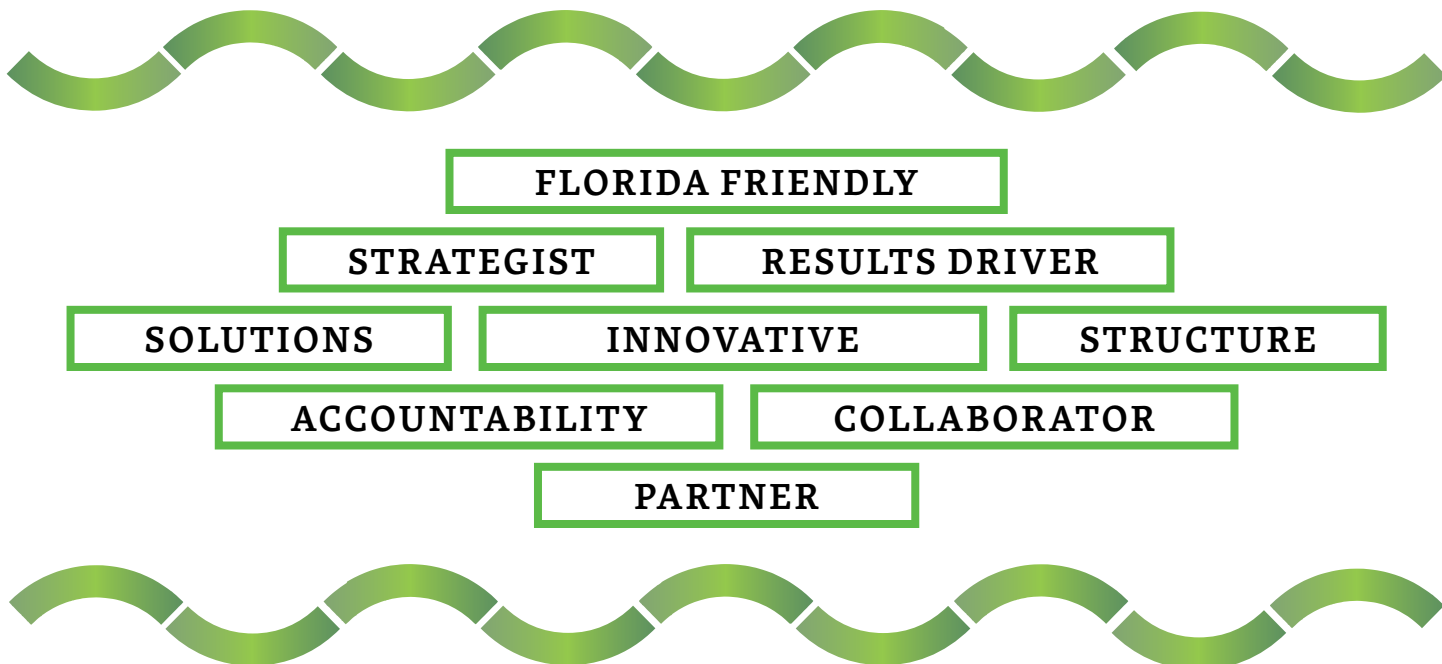 FLORIDA FRIENDLY
STRATEGIST RESULTS DRIVER
SOLUTIONS INNOVATIVE STRUCTURE
ACCOUNTABILITY COLLABORATOR
PARTNER